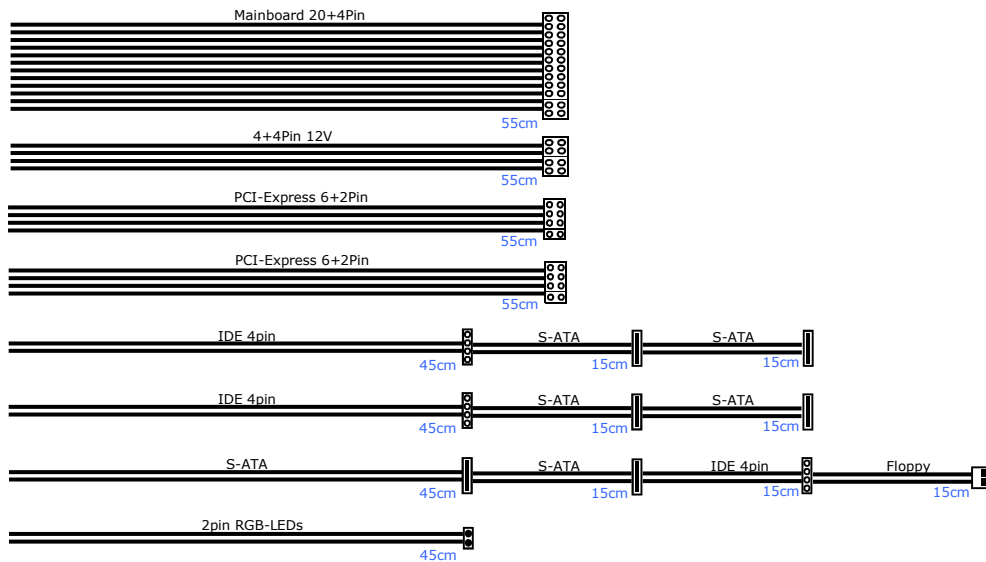 Mainboard 20+4Pin
55cm
4+4Pin 12V
55cm
PCI-Express 6+2Pin
55cm
PCI-Express 6+2Pin
55cm
IDE 4pin S-ATA S-ATA
45cm 15cm 15cm
IDE 4pin S-ATA S-ATA
45cm 15cm 15cm
S-ATA S-ATA IDE 4pin Floppy
45cm 15cm 15cm 15cm
2pin RGB-LEDs
45cm